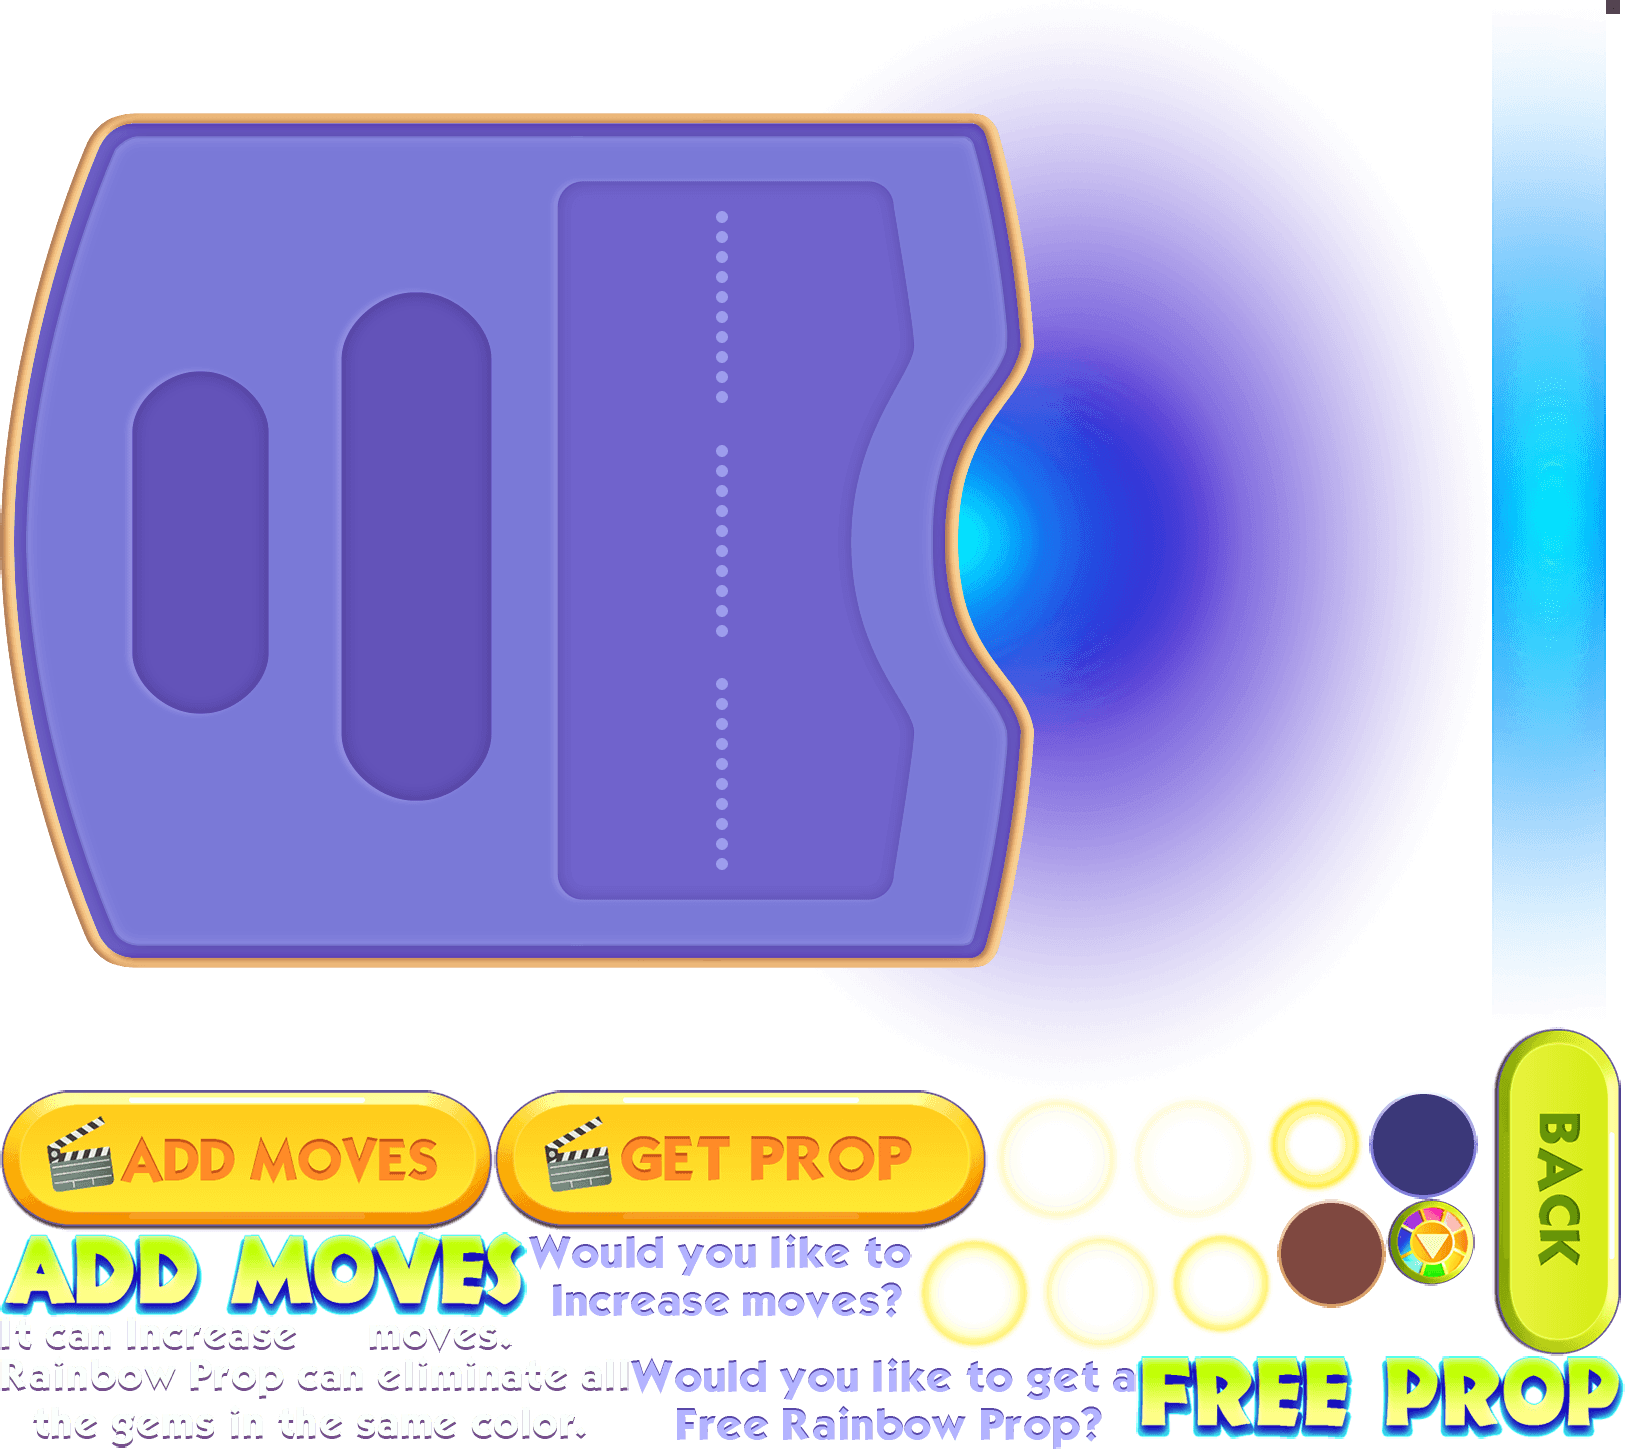 ADD MOVES
GET PROP
BACK
ADD MOVES
Would you like to
Increase moves?
It can Increase moves.
Rainbow Prop can eliminate all
the gems in the same color.
Would you like to get a
Free Rainbow Prop?
FREE PROP